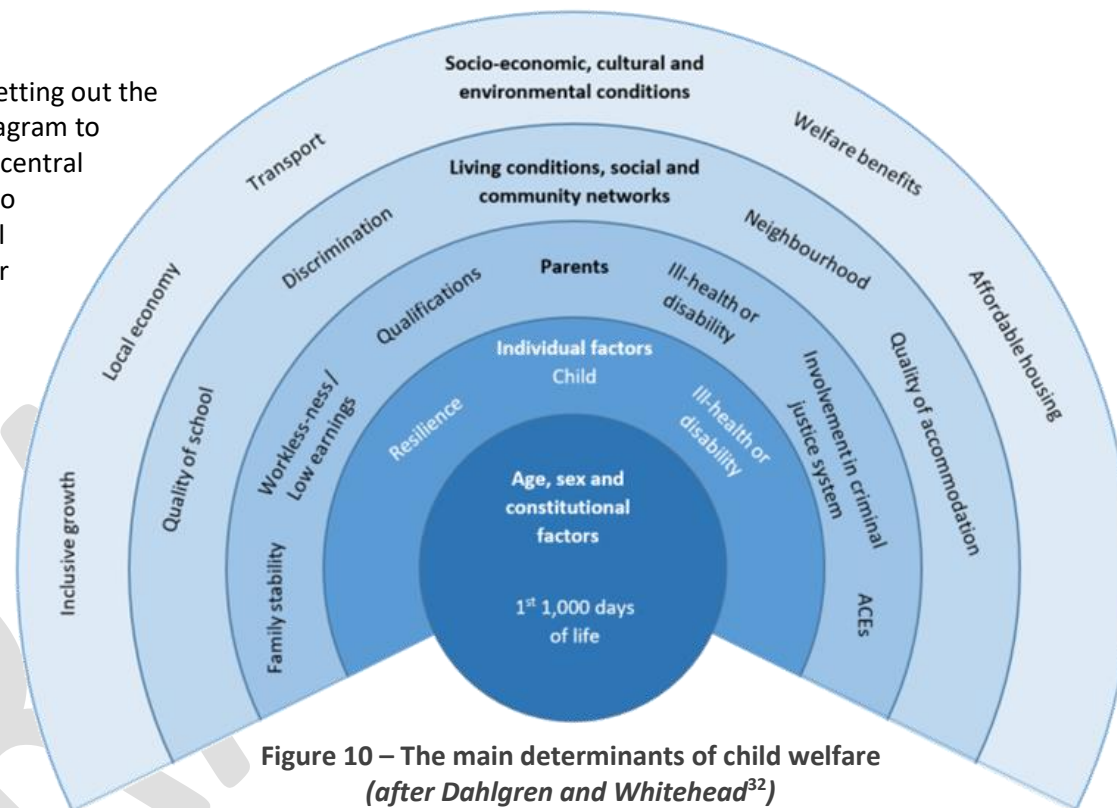 etting out the
agram to
central
o
l
r
Socio-economic, cultural and
environmental conditions
Transport
Welfare benefits
Local economy
Affordable housing
Inclusive growth
Living conditions, social and
community networks
Discrimination
Neighbourhood
Quality of school
Quality of accommodation
Parents
Qualifications
Ill-health or
disability
Workless-ness /
Low earnings
Involvement in criminal
justice system
Family stability
ACEs
Individual factors
Child
Resilience
Ill-health or
disability
Age, sex and
constitutional
factors
1st 1,000 days
of life
Figure 10 – The main determinants of child welfare
(after Dahlgren and Whitehead32)